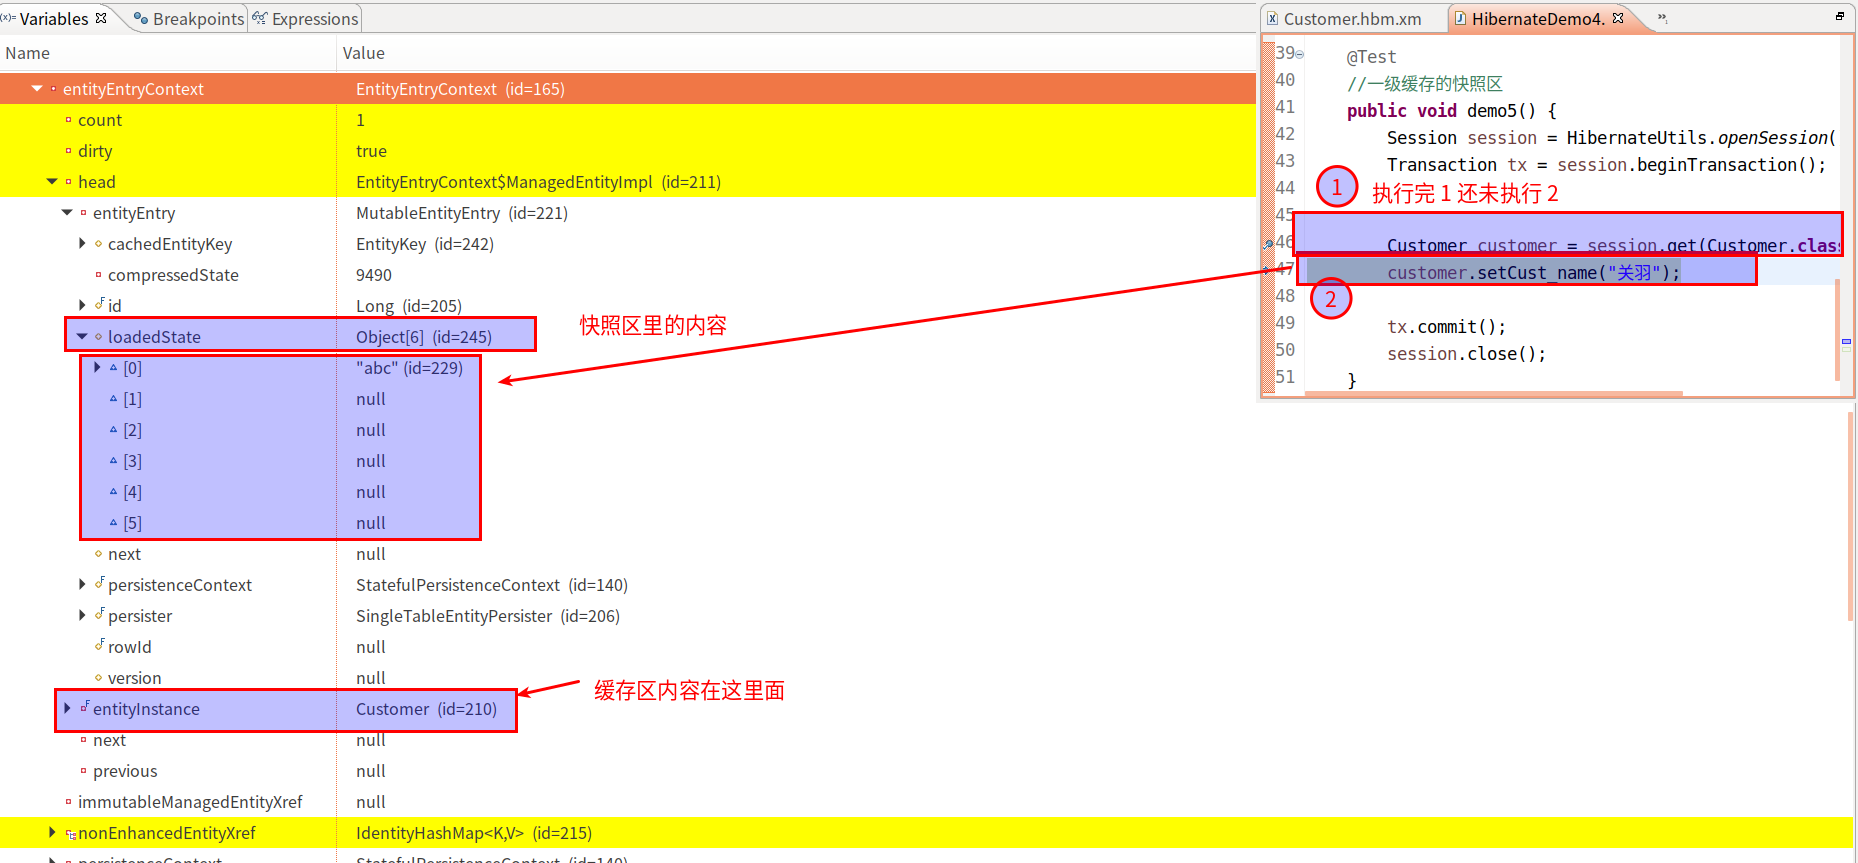 (x)= Variables Breakpoints Expressions
Name Value
entityEntryContext EntityEntryContext (id=165)
count 1
dirty true
head EntityEntryContext$ManagedEntityImpl (id=211)
entityEntry MutableEntityEntry (id=221)
cachedEntityKey EntityKey (id=242)
compressedState 9490
id Long (id=205)
loadedState Object[6] (id=245)
[0] "abc" (id=229)
[1] null
[2] null
[3] null
[4] null
[5] null
next null
persistenceContext StatefulPersistenceContext (id=140)
persister SingleTableEntityPersister (id=206)
rowId null
version null
entityInstance Customer (id=210)
next null
previous null
immutableManagedEntityXref null
nonEnhancedEntityXref IdentityHashMap<K,V> (id=215)
persistenceContext StatefulPersistenceContext (id=140)
快照区里的内容
缓存区内容在这里面
Customer.hbm.xm HibernateDemo4.
39 @Test
40 //一级缓存的快照区
41 public void demo5() {
42 Session session = HibernateUtils.openSession(
43 Transaction tx = session.beginTransaction();
44
1 执行完 1 还未执行 2
45
46 Customer customer = session.get(Customer.clas
47 customer.setCust_name("关羽");
2
48
49 tx.commit();
50 session.close();
51 }